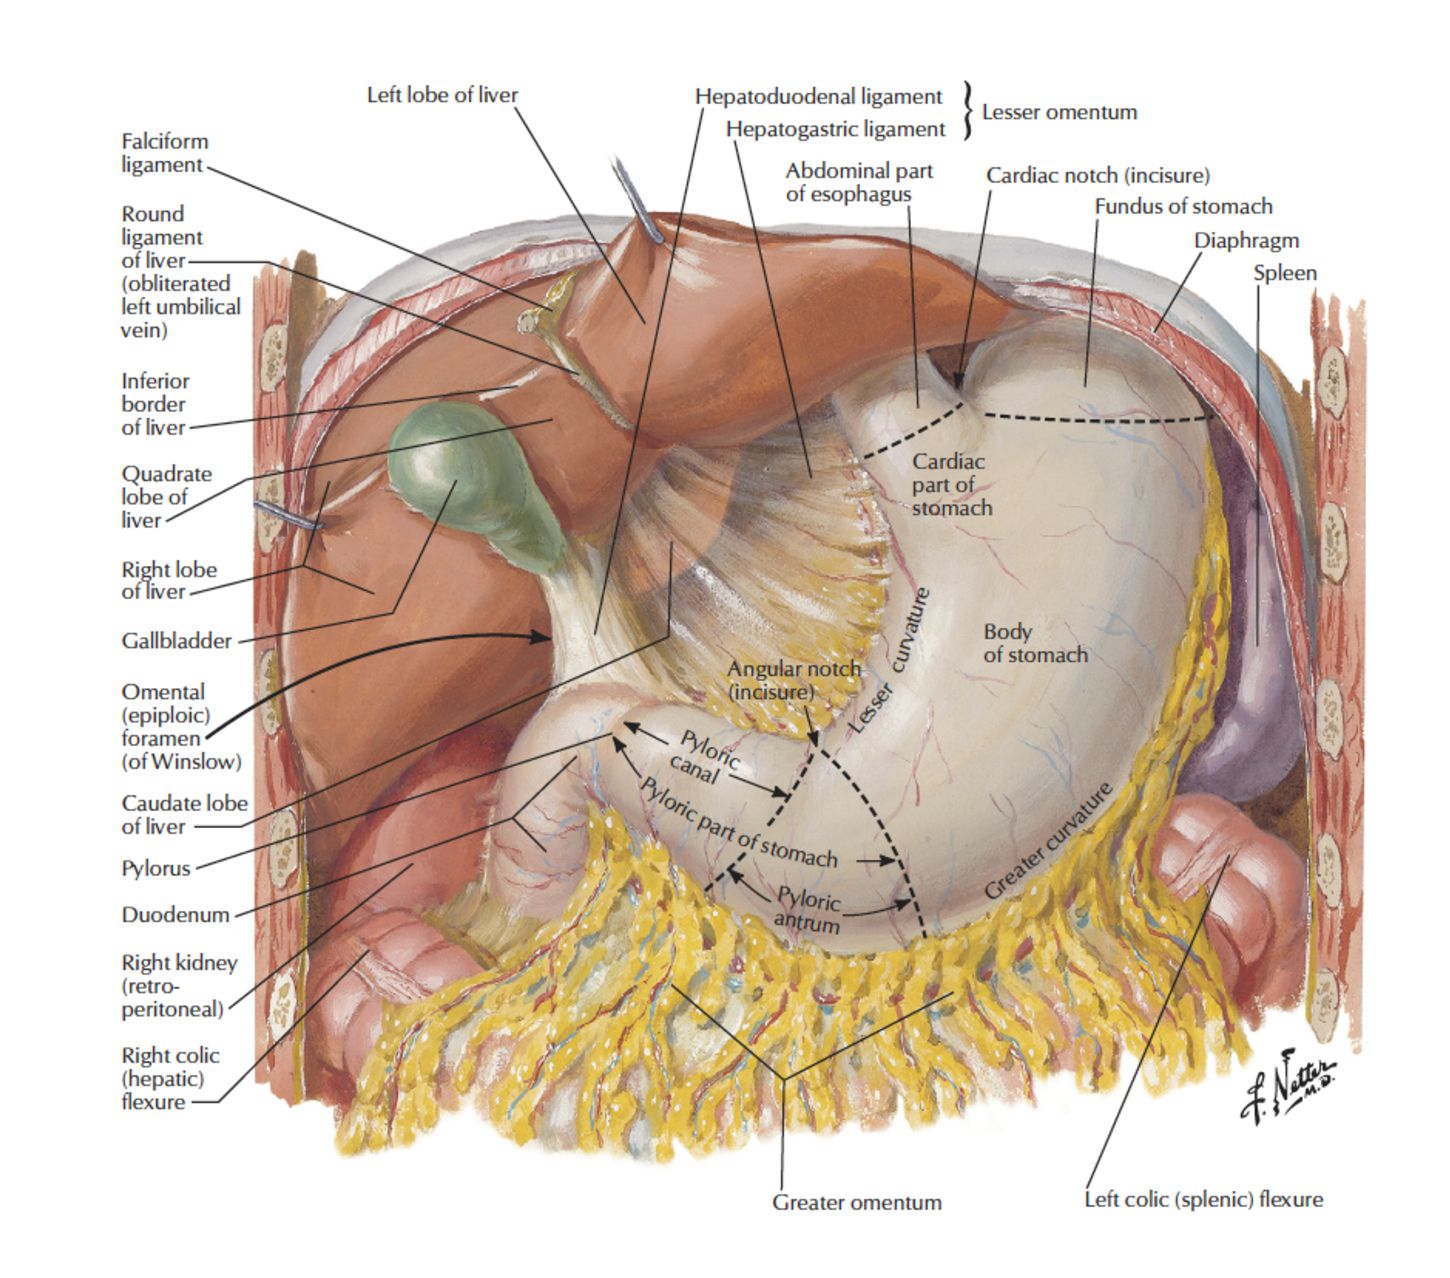 Left lobe of liver
Hepatoduodenal ligament
Hepatogastric ligament
} Lesser omentum
Falciform
ligament
Abdominal part
of esophagus
Cardiac notch (incisure)
Fundus of stomach
Diaphragm
Spleen
Round
ligament
of liver
(obliterated
left umbilical
vein)
Inferior
border
of liver
Quadrate
lobe of
liver
Right lobe
of liver
Gallbladder
Omental
(epiploic)
foramen
(of Winslow)
Caudate lobe
of liver
Pylorus
Duodenum
Right kidney
(retro-
peritoneal)
Right colic
(hepatic)
flexure
Cardiac
part of
stomach
Body
of stomach
Lesser curvature
Angular notch
(incisure)
Pyloric
canal
Pyloric part of stomach
Pyloric
antrum
Greater curvature
Greater omentum
Left colic (splenic) flexure
F. Netter
M.D.